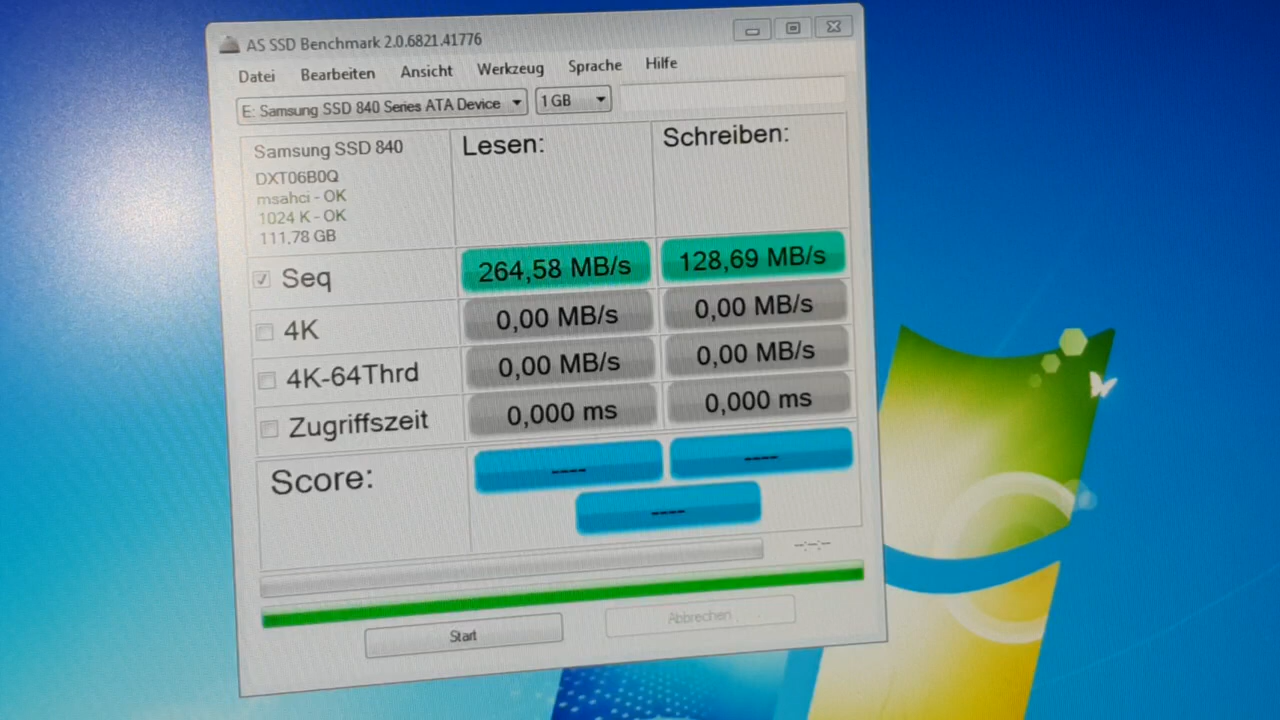 AS SSD Benchmark 2.0.6821.41776
Datei Bearbeiten Ansicht Werkzeug Sprache Hilfe
E: Samsung SSD 840 Series ATA Device 1 GB
Samsung SSD 840
DXT06B0Q
msahci - OK
1024 K - OK
111,78 GB
Lesen: Schreiben:
Seq 264,58 MB/s 128,69 MB/s
4K 0,00 MB/s 0,00 MB/s
4K-64Thrd 0,00 MB/s 0,00 MB/s
Zugriffszeit 0,000 ms 0,000 ms
Score: ---- ----
----
--:--:--
Start Abbrechen